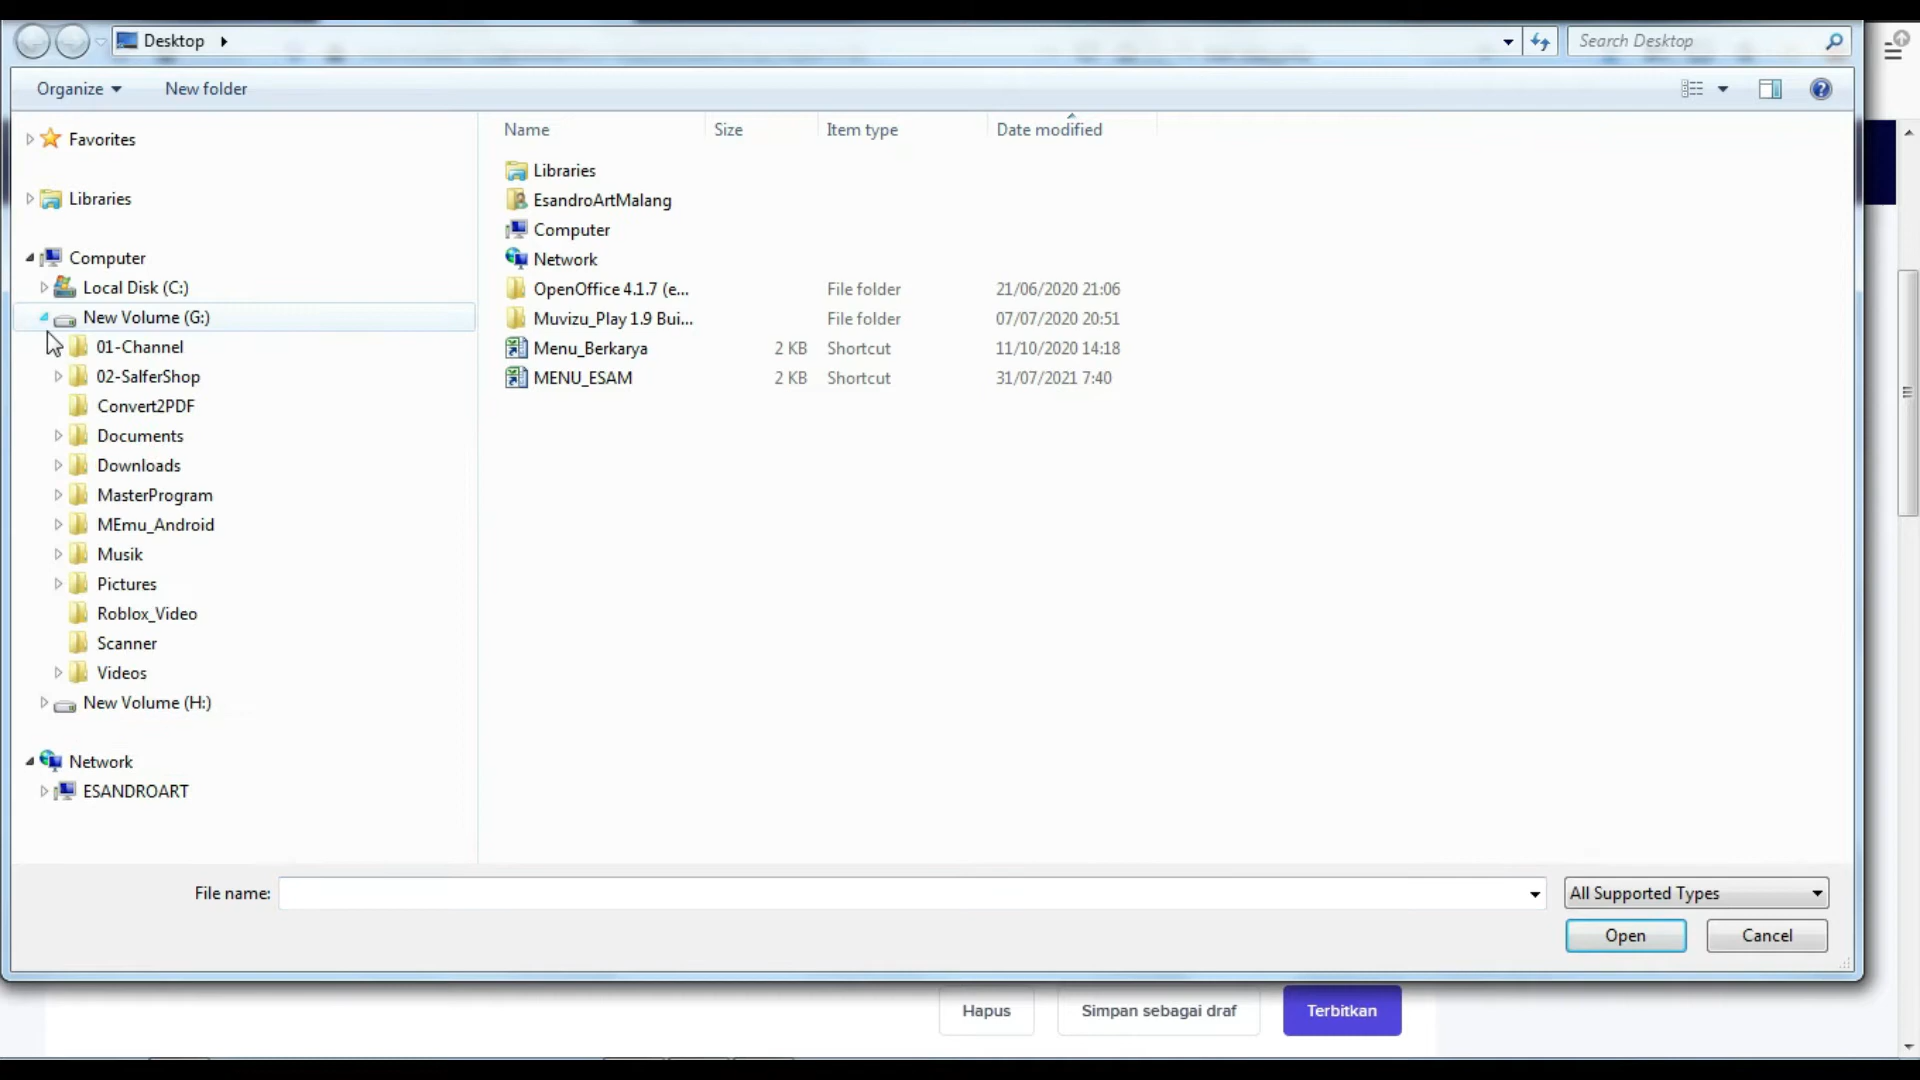 Desktop
Search Desktop
Organize
New folder
Favorites
Libraries
Computer
Local Disk (C:)
New Volume (G:)
01-Channel
02-SalferShop
Convert2PDF
Documents
Downloads
MasterProgram
MEmu_Android
Musik
Pictures
Roblox_Video
Scanner
Videos
New Volume (H:)
Network
ESANDROART
Name Size Item type Date modified
Libraries
EsandroArtMalang
Computer
Network
OpenOffice 4.1.7 (e... File folder 21/06/2020 21:06
Muvizu_Play 1.9 Bui... File folder 07/07/2020 20:51
Menu_Berkarya 2 KB Shortcut 11/10/2020 14:18
MENU_ESAM 2 KB Shortcut 31/07/2021 7:40
File name:
All Supported Types
Open Cancel
Hapus Simpan sebagai draf Terbitkan